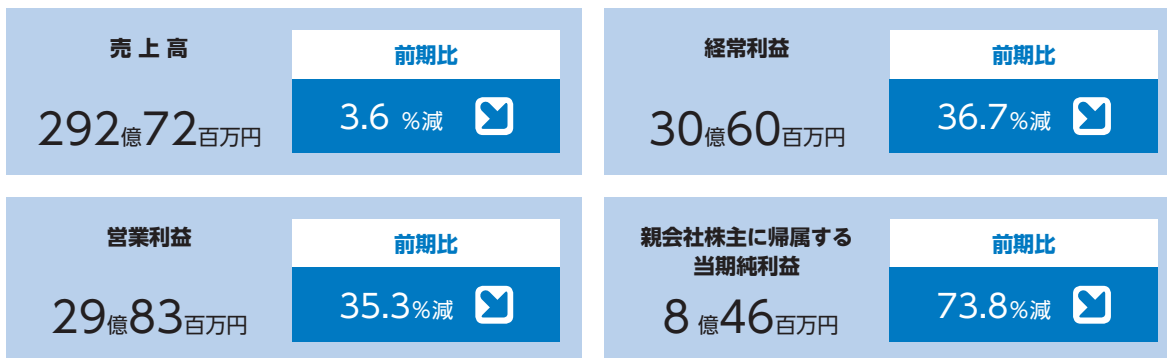 売上高
前期比
292億72百万円
3.6 %減
経常利益
前期比
30億60百万円
36.7%減
営業利益
前期比
29億83百万円
35.3%減
親会社株主に帰属する
当期純利益
前期比
8億46百万円
73.8%減